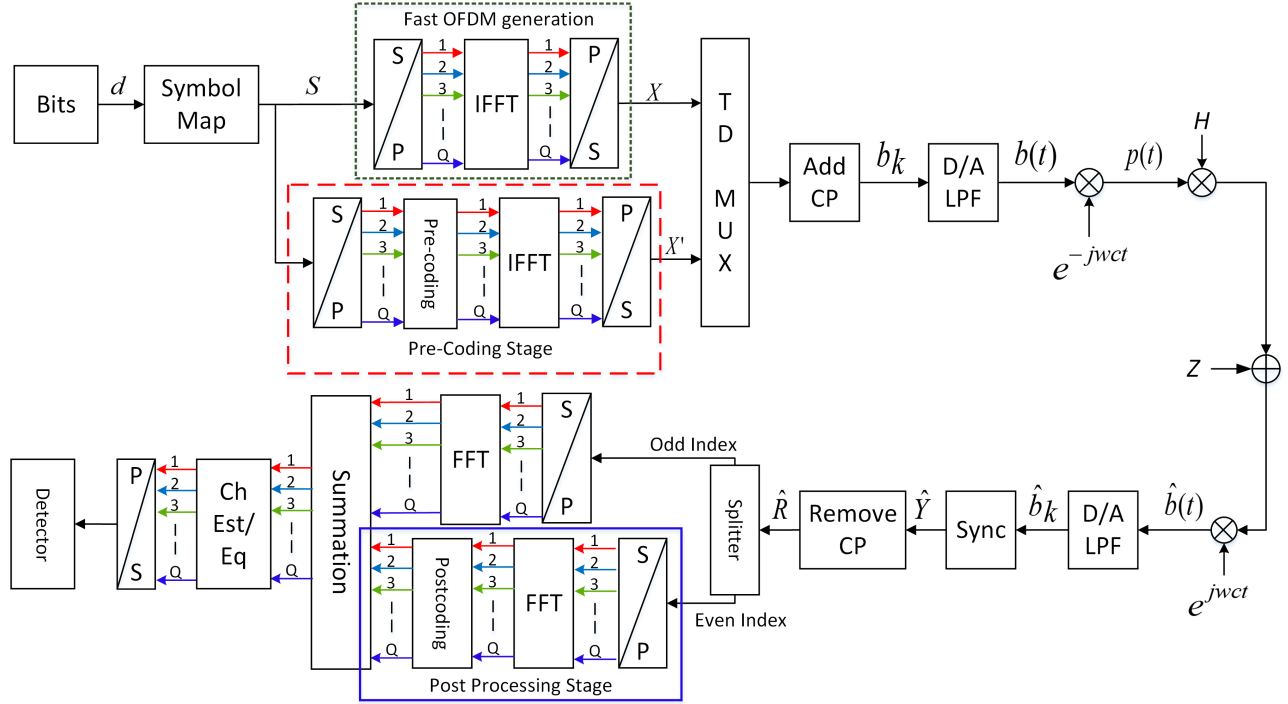 Fast OFDM generation
Bits
d
Symbol
Map
S
S
P
1
2
3
Q
IFFT
1
2
3
Q
P
S
X
T
D
M
U
X
S
P
1
2
3
Q
Pre-coding
1
2
3
Q
IFFT
1
2
3
Q
P
S
X'
Pre-Coding Stage
Add
CP
bk
D/A
LPF
b(t)
e-jwct
p(t)
H
Z
ejwct
b̂(t)
D/A
LPF
b̂k
Sync
Ŷ
Remove
CP
R̂
Splitter
Odd Index
Even Index
S
P
1
2
3
Q
FFT
1
2
3
Q
S
P
1
2
3
Q
FFT
1
2
3
Q
Postcoding
1
2
3
Q
Post Processing Stage
Summation
1
2
3
Q
Ch
Est/
Eq
1
2
3
Q
P
S
Detector